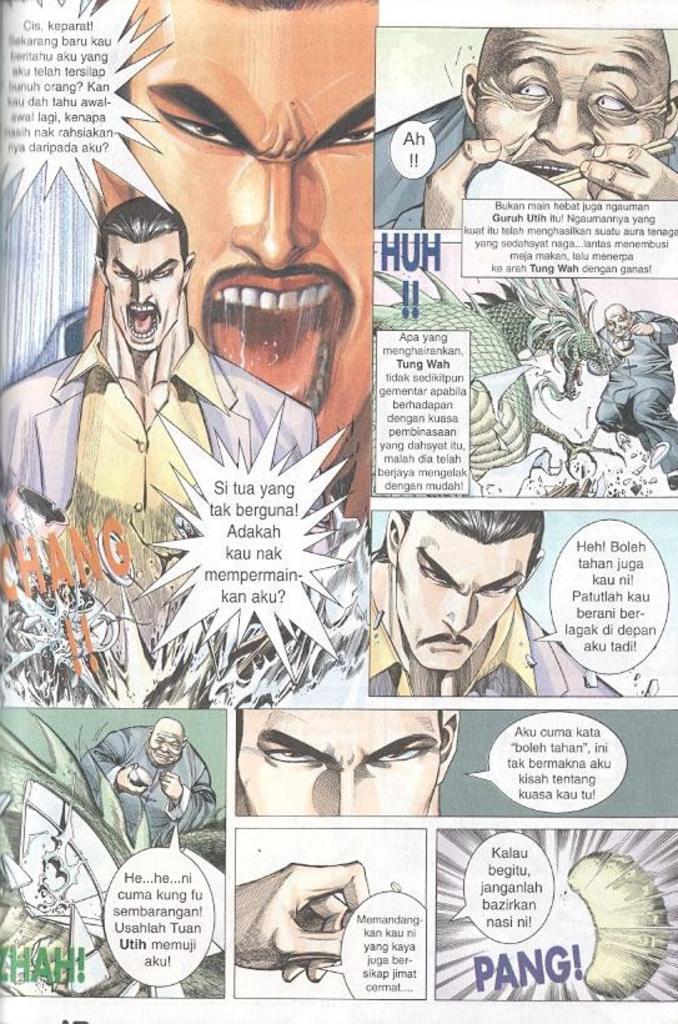 Cis, keparat!
Sekarang baru kau
beritahu aku yang
aku telah tersilap
bunuh orang? Kan
kau dah tahu awal-
awal lagi, kenapa
masih nak rahsiakan-
nya daripada aku?
Ah
!!
Bukan main hebat juga ngauman
Guruh Utih itu! Ngaumannya yang
kuat itu telah menghasilkan suatu aura tenaga
yang sedahsyat naga...lantas menembusi
meja makan, lalu menerpa
ke arah Tung Wah dengan ganas!
HUH
!!
Apa yang
menghairankan,
Tung Wah
tidak sedikitpun
gementar apabila
berhadapan
dengan kuasa
pembinasaan
yang dahsyat itu,
malah dia telah
berjaya mengelak
dengan mudah!
Si tua yang
tak berguna!
Adakah
kau nak
mempermain-
kan aku?
CHANG
!!
Heh! Boleh
tahan juga
kau ni!
Patutlah kau
berani ber-
lagak di depan
aku tadi!
Aku cuma kata
“boleh tahan”, ini
tak bermakna aku
kisah tentang
kuasa kau tu!
He...he...ni
cuma kung fu
sembarangan!
Usahlah Tuan
Utih memuji
aku!
ZHAH!
Memandang-
kan kau ni
yang kaya
juga ber-
sikap jimat
cermat....
Kalau
begitu,
janganlah
bazirkan
nasi ni!
PANG!